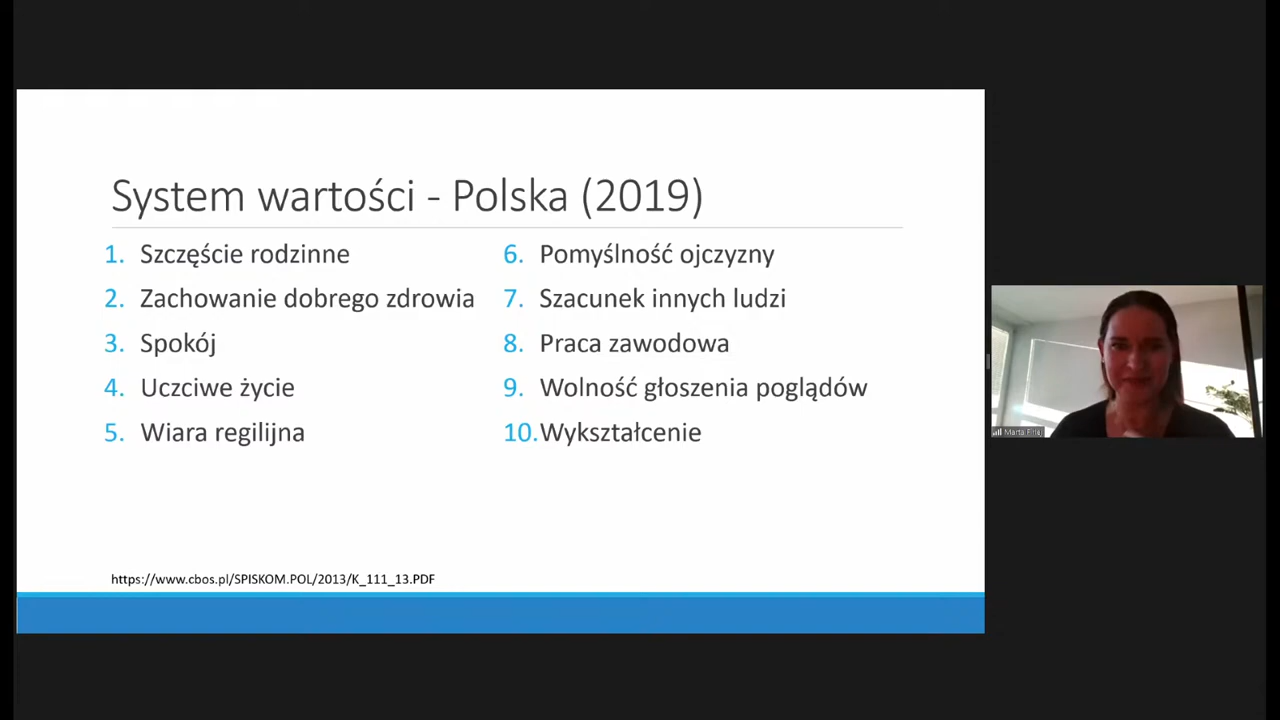 System wartości - Polska (2019)
1. Szczęście rodzinne
2. Zachowanie dobrego zdrowia
3. Spokój
4. Uczciwe życie
5. Wiara regilijna
6. Pomyślność ojczyzny
7. Szacunek innych ludzi
8. Praca zawodowa
9. Wolność głoszenia poglądów
10. Wykształcenie
https://www.cbos.pl/SPISKOM.POL/2013/K_111_13.PDF
Marta